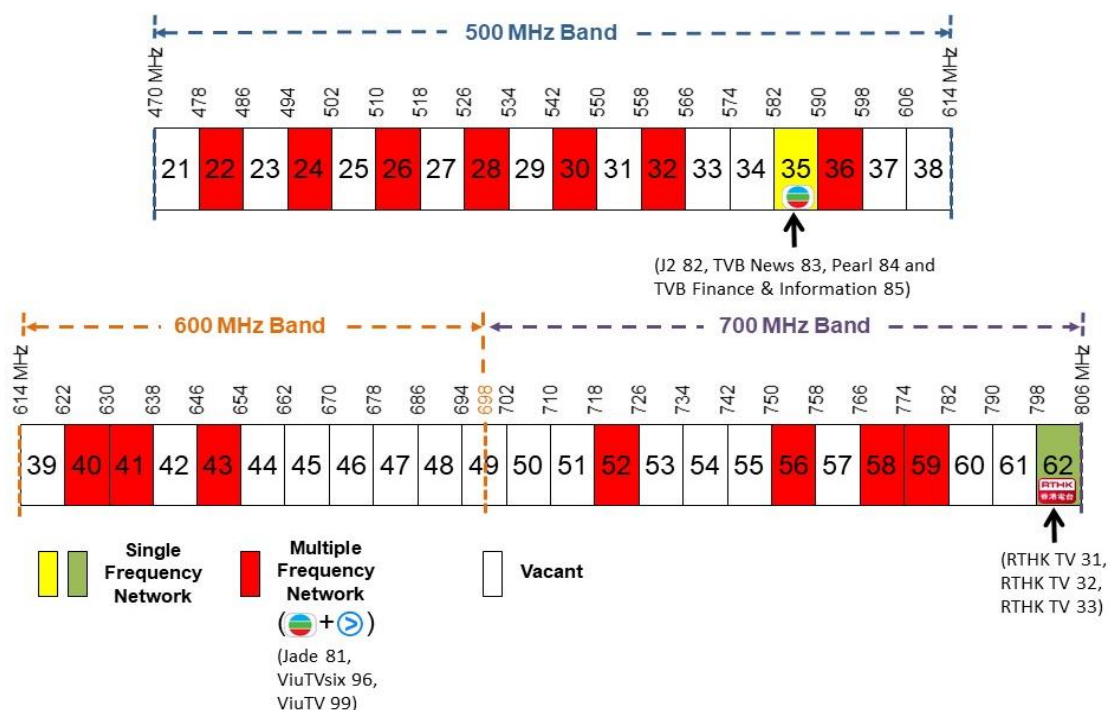 500 MHz Band
470 MHz
478
486
494
502
510
518
526
534
542
550
558
566
574
582
590
598
606
614 MHz
21 22 23 24 25 26 27 28 29 30 31 32 33 34 35 36 37 38
(J2 82, TVB News 83, Pearl 84 and
TVB Finance & Information 85)
600 MHz Band
700 MHz Band
614 MHz
622
630
638
646
654
662
670
678
686
694
698
702
710
718
726
734
742
750
758
766
774
782
790
798
806 MHz
39 40 41 42 43 44 45 46 47 48 49 50 51 52 53 54 55 56 57 58 59 60 61 62
RTHK
香港電台
Single
Frequency
Network
Multiple
Frequency
Network
( + )
(Jade 81,
ViuTVsix 96,
ViuTV 99)
Vacant
(RTHK TV 31,
RTHK TV 32,
RTHK TV 33)